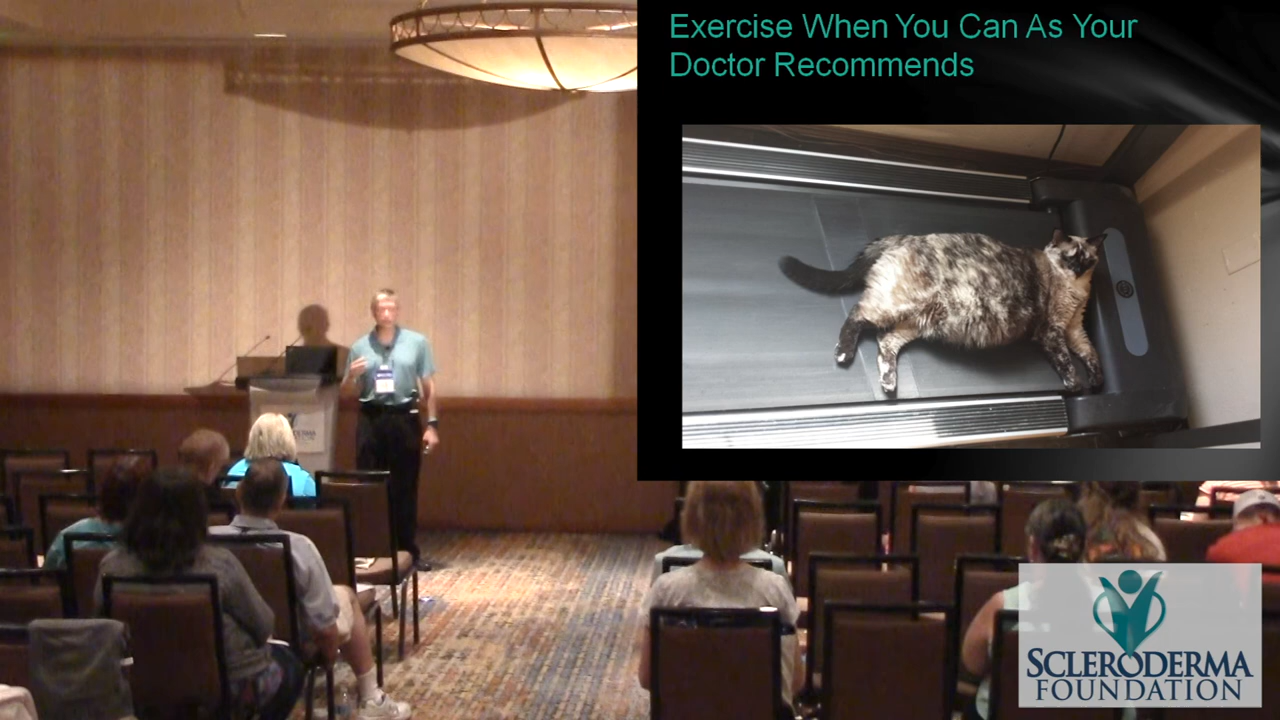 Exercise When You Can As Your
Doctor Recommends
SCLERODERMA
FOUNDATION